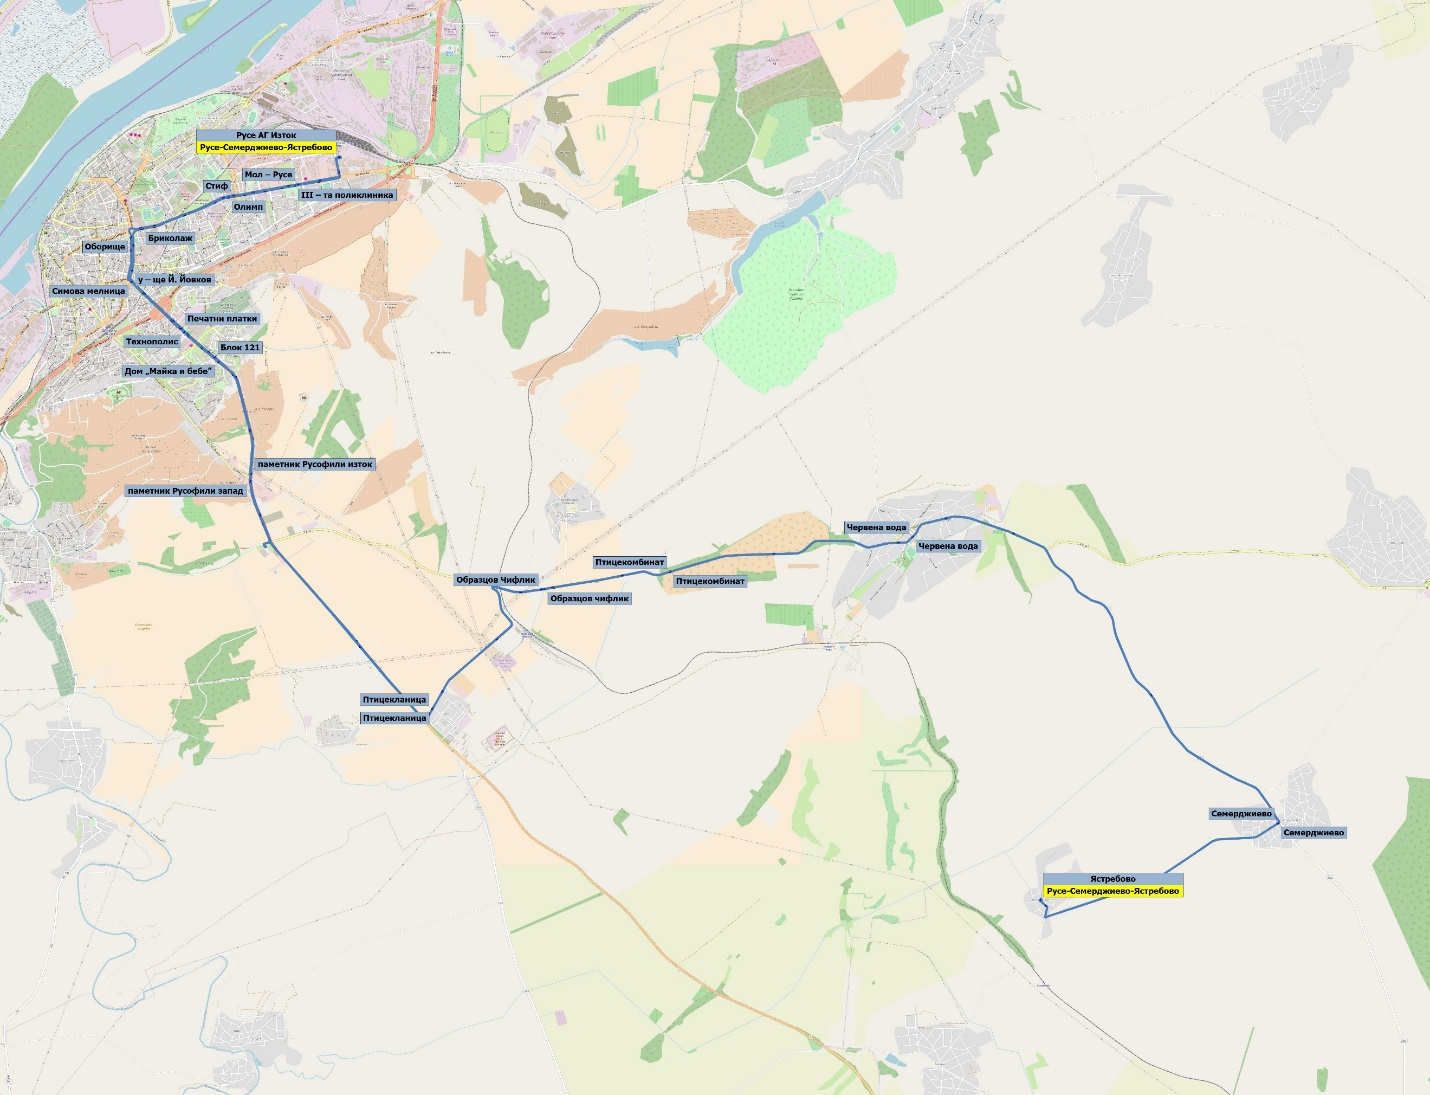 Русе АГ Изток
Русе-Семерджиево-Ястребово
Мол – Русе
Стиф
III – та поликлиника
Олимп
Бриколаж
Оборище
у – ще Й. Йовков
Симова мелница
Печатни платки
Технополис
Блок 121
Дом „Майка и бебе“
паметник Русофили изток
паметник Русофили запад
Червена вода
Червена вода
Птицекомбинат
Образцов Чифлик
Птицекомбинат
Образцов чифлик
Птицекланица
Птицекланица
Семерджиево
Семерджиево
Ястребово
Русе-Семерджиево-Ястребово